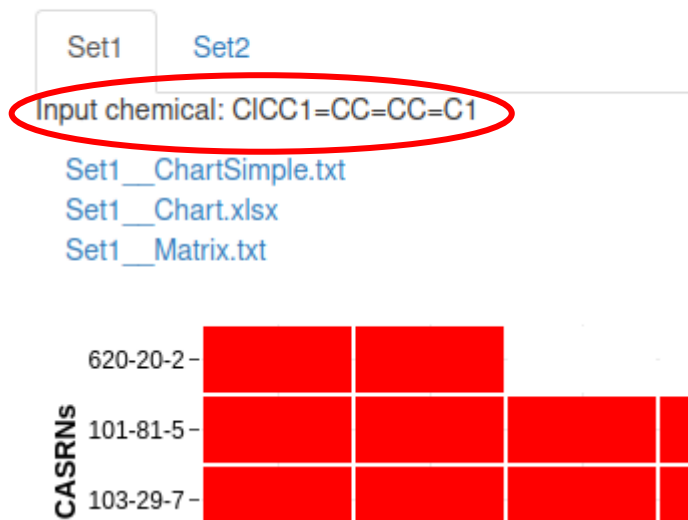 Set1 Set2
Input chemical: ClCC1=CC=CC=C1
Set1__ChartSimple.txt
Set1__Chart.xlsx
Set1__Matrix.txt
620-20-2
101-81-5
103-29-7
CASRNs